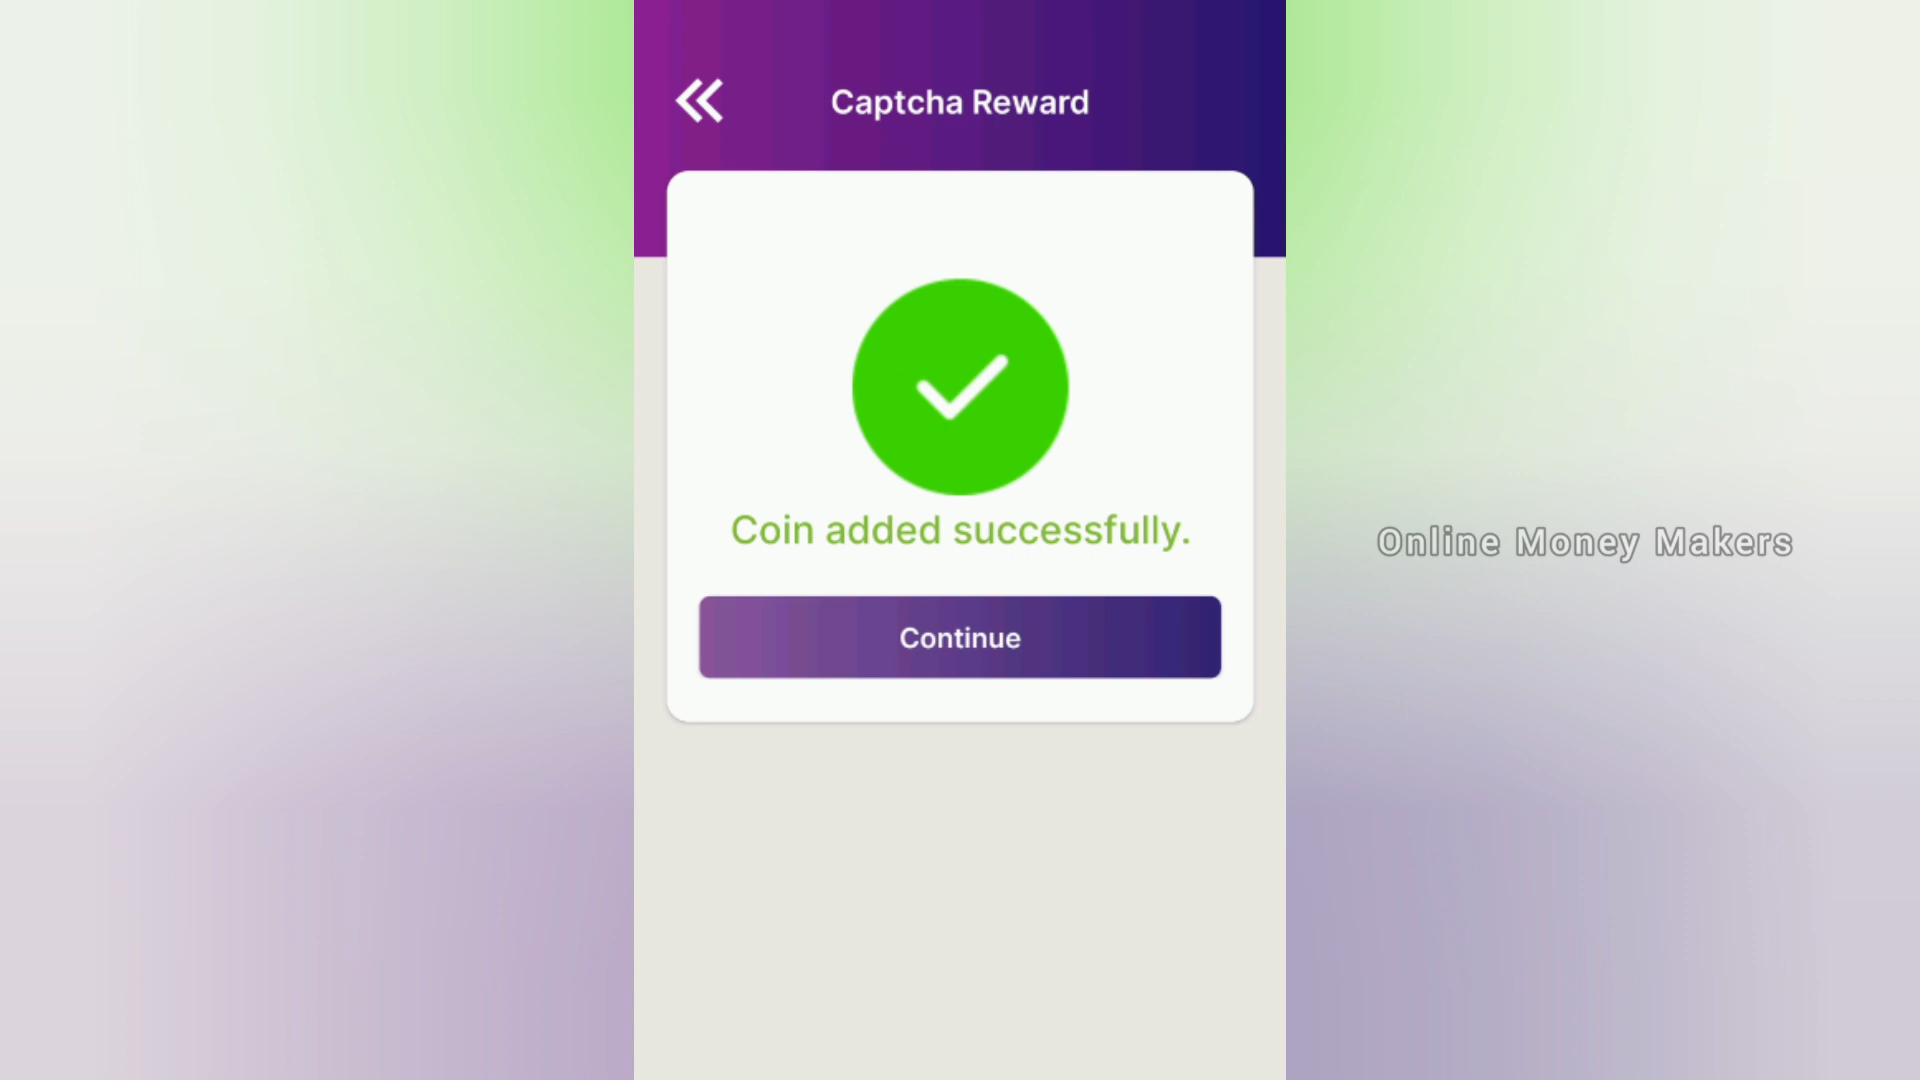 Captcha Reward
Coin added successfully.
Online Money Makers
Continue